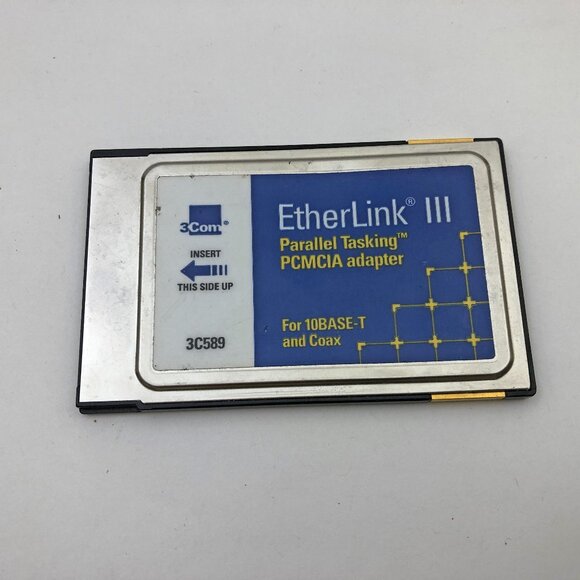 3Com®
INSERT
THIS SIDE UP
3C589
EtherLink® III
Parallel Tasking™
PCMCIA adapter
For 10BASE-T
and Coax